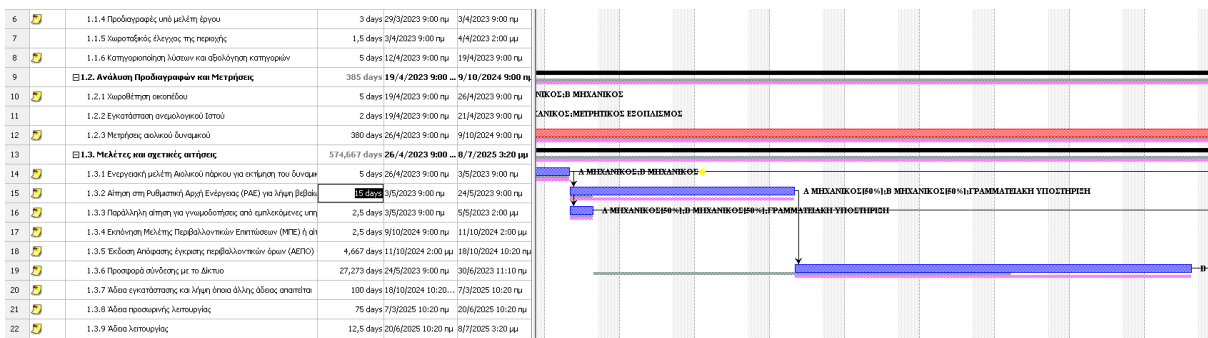 6 1.1.4 Προδιαγραφές υπό μελέτη έργου 3 days 29/3/2023 9:00 πμ 3/4/2023 9:00 πμ
7 1.1.5 Χωροταξικός έλεγχος της περιοχής 1,5 days 3/4/2023 9:00 πμ 4/4/2023 2:00 μμ
8 1.1.6 Κατηγοριοποίηση λύσεων και αξιολόγηση κατηγοριών 5 days 12/4/2023 9:00 πμ 19/4/2023 9:00 πμ
9 1.2. Ανάλυση Προδιαγραφών και Μετρήσεις 385 days 19/4/2023 9:00 ... 9/10/2024 9:00 πμ
10 1.2.1 Χωροθέτηση οικοπέδου 5 days 19/4/2023 9:00 πμ 26/4/2023 9:00 πμ ΝΙΚΟΣ;Β ΜΗΧΑΝΙΚΟΣ
11 1.2.2 Εγκατάσταση ανεμολογικού Ιστού 2 days 19/4/2023 9:00 πμ 21/4/2023 9:00 πμ ΧΑΝΙΚΟΣ;ΜΕΤΡΗΤΙΚΟΣ ΕΞΟΠΛΙΣΜΟΣ
12 1.2.3 Μετρήσεις αιολικού δυναμικού 380 days 26/4/2023 9:00 πμ 9/10/2024 9:00 πμ
13 1.3. Μελέτες και σχετικές αιτήσεις 574,667 days 26/4/2023 9:00 ... 8/7/2025 3:20 μμ
14 1.3.1 Ενεργειακή μελέτη Αιολικού πάρκου για εκτίμηση του δυναμικ 5 days 26/4/2023 9:00 πμ 3/5/2023 9:00 πμ Α ΜΗΧΑΝΙΚΟΣ;Β ΜΗΧΑΝΙΚΟΣ
15 1.3.2 Αίτηση στη Ρυθμιστική Αρχή Ενέργειας (ΡΑΕ) για λήψη βεβαίω 15 days 3/5/2023 9:00 πμ 24/5/2023 9:00 πμ Α ΜΗΧΑΝΙΚΟΣ[50%];Β ΜΗΧΑΝΙΚΟΣ[50%];ΓΡΑΜΜΑΤΕΙΑΚΗ ΥΠΟΣΤΗΡΙΞΗ
16 1.3.3 Παράλληλη αίτηση για γνωμοδοτήσεις από εμπλεκόμενες υπη 2,5 days 3/5/2023 9:00 πμ 5/5/2023 2:00 μμ Α ΜΗΧΑΝΙΚΟΣ[50%];Β ΜΗΧΑΝΙΚΟΣ[50%];ΓΡΑΜΜΑΤΕΙΑΚΗ ΥΠΟΣΤΗΡΙΞΗ
17 1.3.4 Εκπόνηση Μελέτης Περιβαλλοντικών Επιπτώσεων (ΜΠΕ) ή αίτ 2,5 days 9/10/2024 9:00 πμ 11/10/2024 2:00 μμ
18 1.3.5 Έκδοση Απόφασης έγκρισης περιβαλλοντικών όρων (ΑΕΠΟ) 4,667 days 11/10/2024 2:00 μμ 18/10/2024 10:20 πμ
19 1.3.6 Προσφορά σύνδεσης με το Δίκτυο 27,273 days 24/5/2023 9:00 πμ 30/6/2023 11:10 πμ Β
20 1.3.7 Άδεια εγκατάστασης και λήψη όποια άλλης άδειας απαιτείται 100 days 18/10/2024 10:20... 7/3/2025 10:20 πμ
21 1.3.8 Άδεια προσωρινής λειτουργίας 75 days 7/3/2025 10:20 πμ 20/6/2025 10:20 πμ
22 1.3.9 Άδεια λειτουργίας 12,5 days 20/6/2025 10:20 πμ 8/7/2025 3:20 μμ